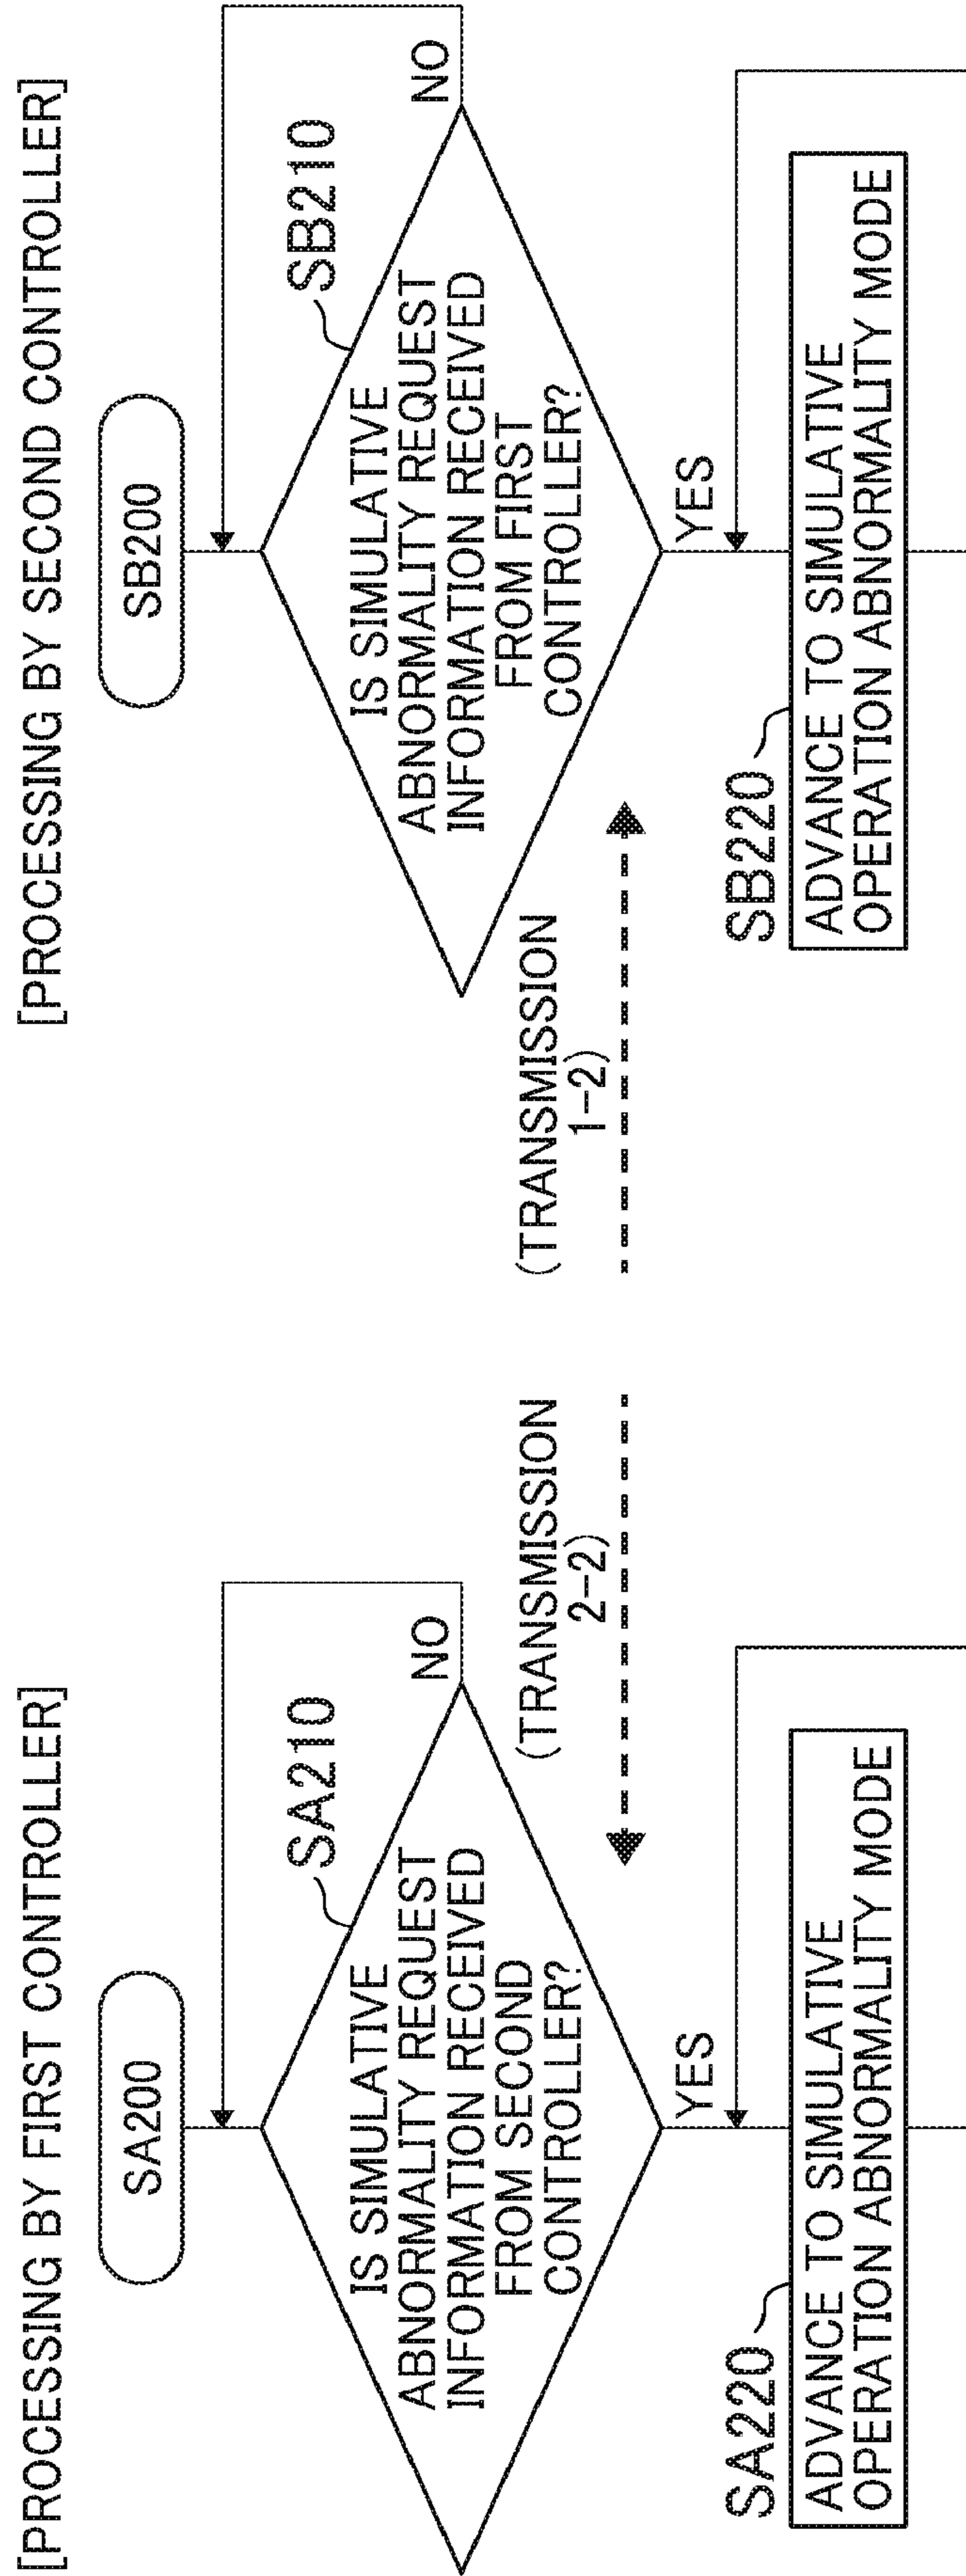 [PROCESSING BY FIRST CONTROLLER]
SA200
SA210
IS SIMULATIVE
ABNORMALITY REQUEST
INFORMATION RECEIVED
FROM SECOND
CONTROLLER?
NO
(TRANSMISSION
2-2)
YES
SA220
ADVANCE TO SIMULATIVE
OPERATION ABNORMALITY MODE
[PROCESSING BY SECOND CONTROLLER]
SB200
SB210
IS SIMULATIVE
ABNORMALITY REQUEST
INFORMATION RECEIVED
FROM FIRST
CONTROLLER?
NO
(TRANSMISSION
1-2)
YES
SB220
ADVANCE TO SIMULATIVE
OPERATION ABNORMALITY MODE